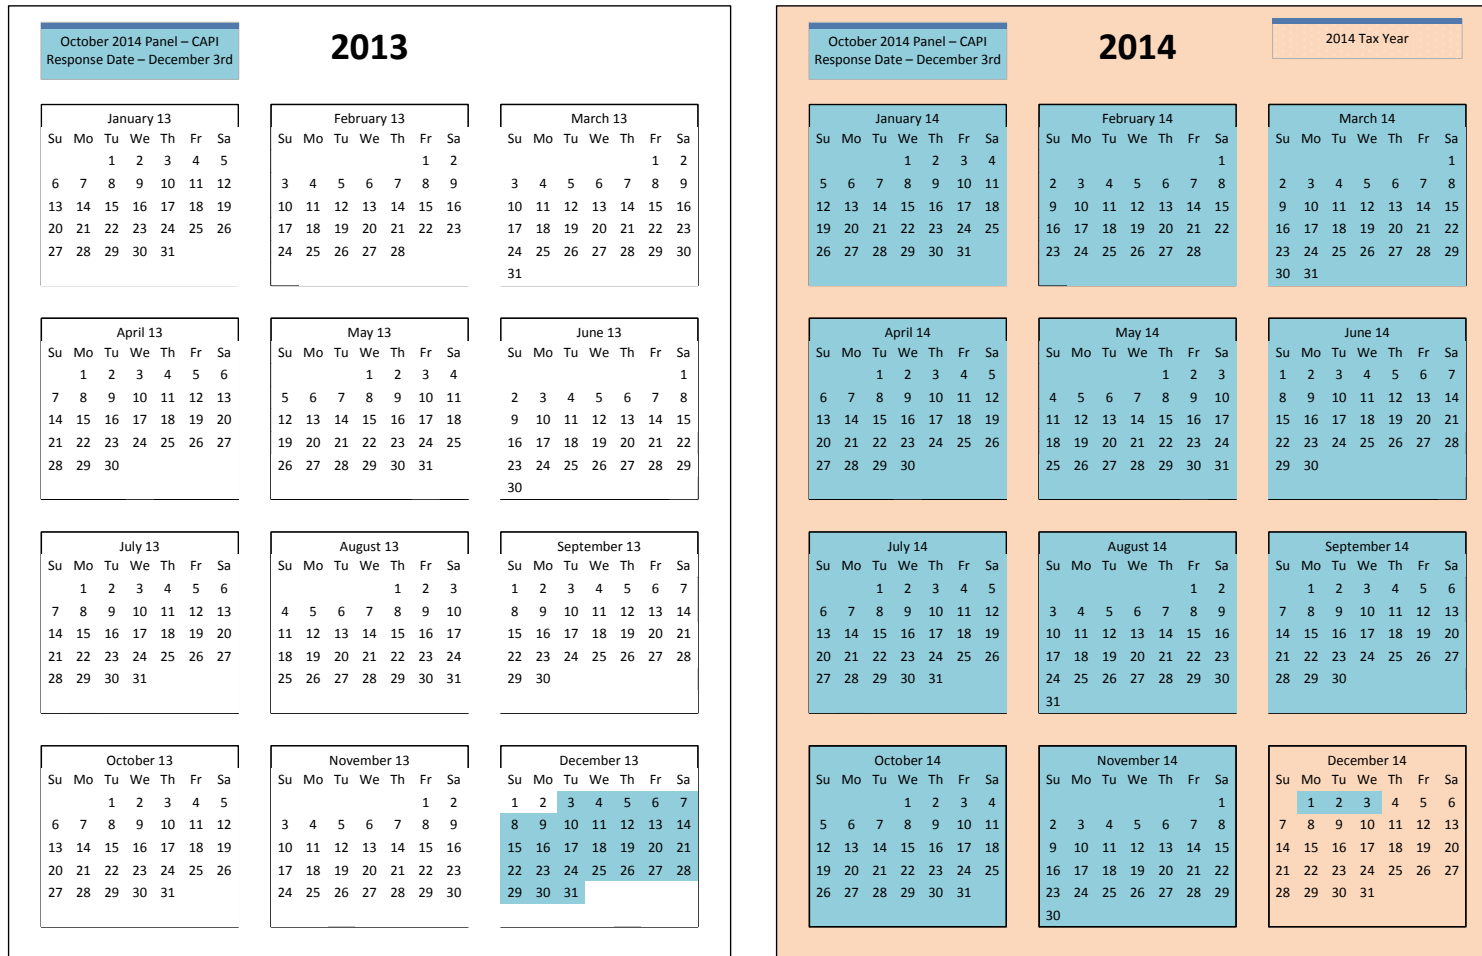 October 2014 Panel – CAPI
Response Date – December 3rd
2013
January 13
Su Mo Tu We Th Fr Sa
1 2 3 4 5
6 7 8 9 10 11 12
13 14 15 16 17 18 19
20 21 22 23 24 25 26
27 28 29 30 31
February 13
Su Mo Tu We Th Fr Sa
1 2
3 4 5 6 7 8 9
10 11 12 13 14 15 16
17 18 19 20 21 22 23
24 25 26 27 28
March 13
Su Mo Tu We Th Fr Sa
1 2
3 4 5 6 7 8 9
10 11 12 13 14 15 16
17 18 19 20 21 22 23
24 25 26 27 28 29 30
31
April 13
Su Mo Tu We Th Fr Sa
1 2 3 4 5 6
7 8 9 10 11 12 13
14 15 16 17 18 19 20
21 22 23 24 25 26 27
28 29 30
May 13
Su Mo Tu We Th Fr Sa
1 2 3 4
5 6 7 8 9 10 11
12 13 14 15 16 17 18
19 20 21 22 23 24 25
26 27 28 29 30 31
June 13
Su Mo Tu We Th Fr Sa
1
2 3 4 5 6 7 8
9 10 11 12 13 14 15
16 17 18 19 20 21 22
23 24 25 26 27 28 29
30
July 13
Su Mo Tu We Th Fr Sa
1 2 3 4 5 6
7 8 9 10 11 12 13
14 15 16 17 18 19 20
21 22 23 24 25 26 27
28 29 30 31
August 13
Su Mo Tu We Th Fr Sa
1 2 3
4 5 6 7 8 9 10
11 12 13 14 15 16 17
18 19 20 21 22 23 24
25 26 27 28 29 30 31
September 13
Su Mo Tu We Th Fr Sa
1 2 3 4 5 6 7
8 9 10 11 12 13 14
15 16 17 18 19 20 21
22 23 24 25 26 27 28
29 30
October 13
Su Mo Tu We Th Fr Sa
1 2 3 4 5
6 7 8 9 10 11 12
13 14 15 16 17 18 19
20 21 22 23 24 25 26
27 28 29 30 31
November 13
Su Mo Tu We Th Fr Sa
1 2
3 4 5 6 7 8 9
10 11 12 13 14 15 16
17 18 19 20 21 22 23
24 25 26 27 28 29 30
December 13
Su Mo Tu We Th Fr Sa
1 2 3 4 5 6 7
8 9 10 11 12 13 14
15 16 17 18 19 20 21
22 23 24 25 26 27 28
29 30 31
October 2014 Panel – CAPI
Response Date – December 3rd
2014
2014 Tax Year
January 14
Su Mo Tu We Th Fr Sa
1 2 3 4
5 6 7 8 9 10 11
12 13 14 15 16 17 18
19 20 21 22 23 24 25
26 27 28 29 30 31
February 14
Su Mo Tu We Th Fr Sa
1
2 3 4 5 6 7 8
9 10 11 12 13 14 15
16 17 18 19 20 21 22
23 24 25 26 27 28
March 14
Su Mo Tu We Th Fr Sa
1
2 3 4 5 6 7 8
9 10 11 12 13 14 15
16 17 18 19 20 21 22
23 24 25 26 27 28 29
30 31
April 14
Su Mo Tu We Th Fr Sa
1 2 3 4 5
6 7 8 9 10 11 12
13 14 15 16 17 18 19
20 21 22 23 24 25 26
27 28 29 30
May 14
Su Mo Tu We Th Fr Sa
1 2 3
4 5 6 7 8 9 10
11 12 13 14 15 16 17
18 19 20 21 22 23 24
25 26 27 28 29 30 31
June 14
Su Mo Tu We Th Fr Sa
1 2 3 4 5 6 7
8 9 10 11 12 13 14
15 16 17 18 19 20 21
22 23 24 25 26 27 28
29 30
July 14
Su Mo Tu We Th Fr Sa
1 2 3 4 5
6 7 8 9 10 11 12
13 14 15 16 17 18 19
20 21 22 23 24 25 26
27 28 29 30 31
August 14
Su Mo Tu We Th Fr Sa
1 2
3 4 5 6 7 8 9
10 11 12 13 14 15 16
17 18 19 20 21 22 23
24 25 26 27 28 29 30
31
September 14
Su Mo Tu We Th Fr Sa
1 2 3 4 5 6
7 8 9 10 11 12 13
14 15 16 17 18 19 20
21 22 23 24 25 26 27
28 29 30
October 14
Su Mo Tu We Th Fr Sa
1 2 3 4
5 6 7 8 9 10 11
12 13 14 15 16 17 18
19 20 21 22 23 24 25
26 27 28 29 30 31
November 14
Su Mo Tu We Th Fr Sa
1
2 3 4 5 6 7 8
9 10 11 12 13 14 15
16 17 18 19 20 21 22
23 24 25 26 27 28 29
30
December 14
Su Mo Tu We Th Fr Sa
1 2 3 4 5 6
7 8 9 10 11 12 13
14 15 16 17 18 19 20
21 22 23 24 25 26 27
28 29 30 31